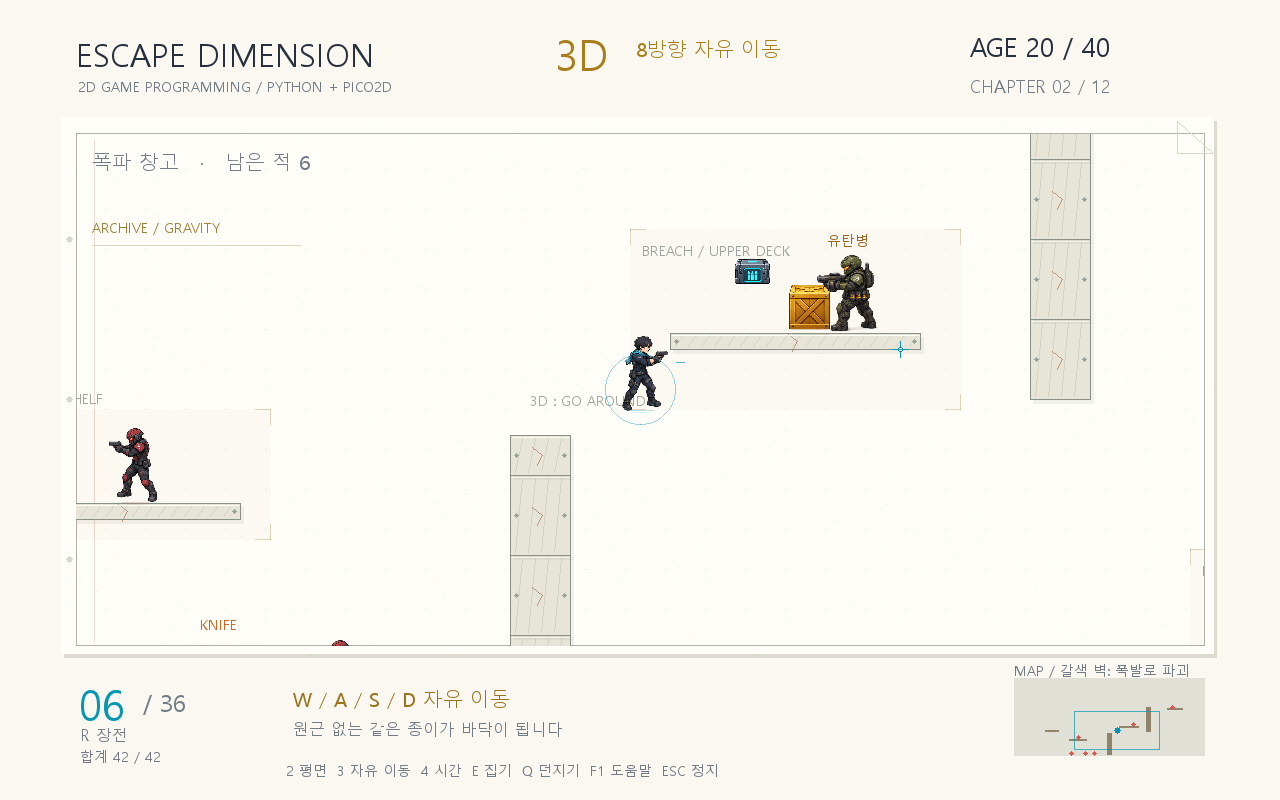 ESCAPE DIMENSION
2D GAME PROGRAMMING / PYTHON + PICO2D
3D 8방향 자유 이동
AGE 20 / 40
CHAPTER 02 / 12
폭파 창고 · 남은 적 6
ARCHIVE / GRAVITY
유탄병
BREACH / UPPER DECK
HELF
3D : GO AROUND
KNIFE
MAP / 갈색 벽: 폭발로 파괴
06 / 36
R 장전
합계 42 / 42
W / A / S / D 자유 이동
원근 없는 같은 종이가 바닥이 됩니다
2 평면 3 자유 이동 4 시간 E 집기 Q 던지기 F1 도움말 ESC 정지